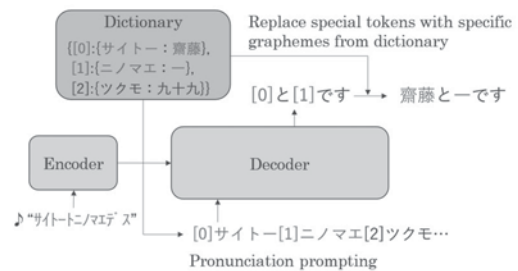 Dictionary
{[0]:{サイトー：齋藤},
[1]:{ニノマエ：一},
[2]:{ツクモ：九十九}}
Replace special tokens with specific
graphemes from dictionary
[0]と[1]です
齋藤と一です
Encoder
Decoder
♪“ｻｲﾄｰﾄﾆﾉﾏｴﾃﾞｽ”
[0]サイトー[1]ニノマエ[2]ツクモ…
Pronunciation prompting